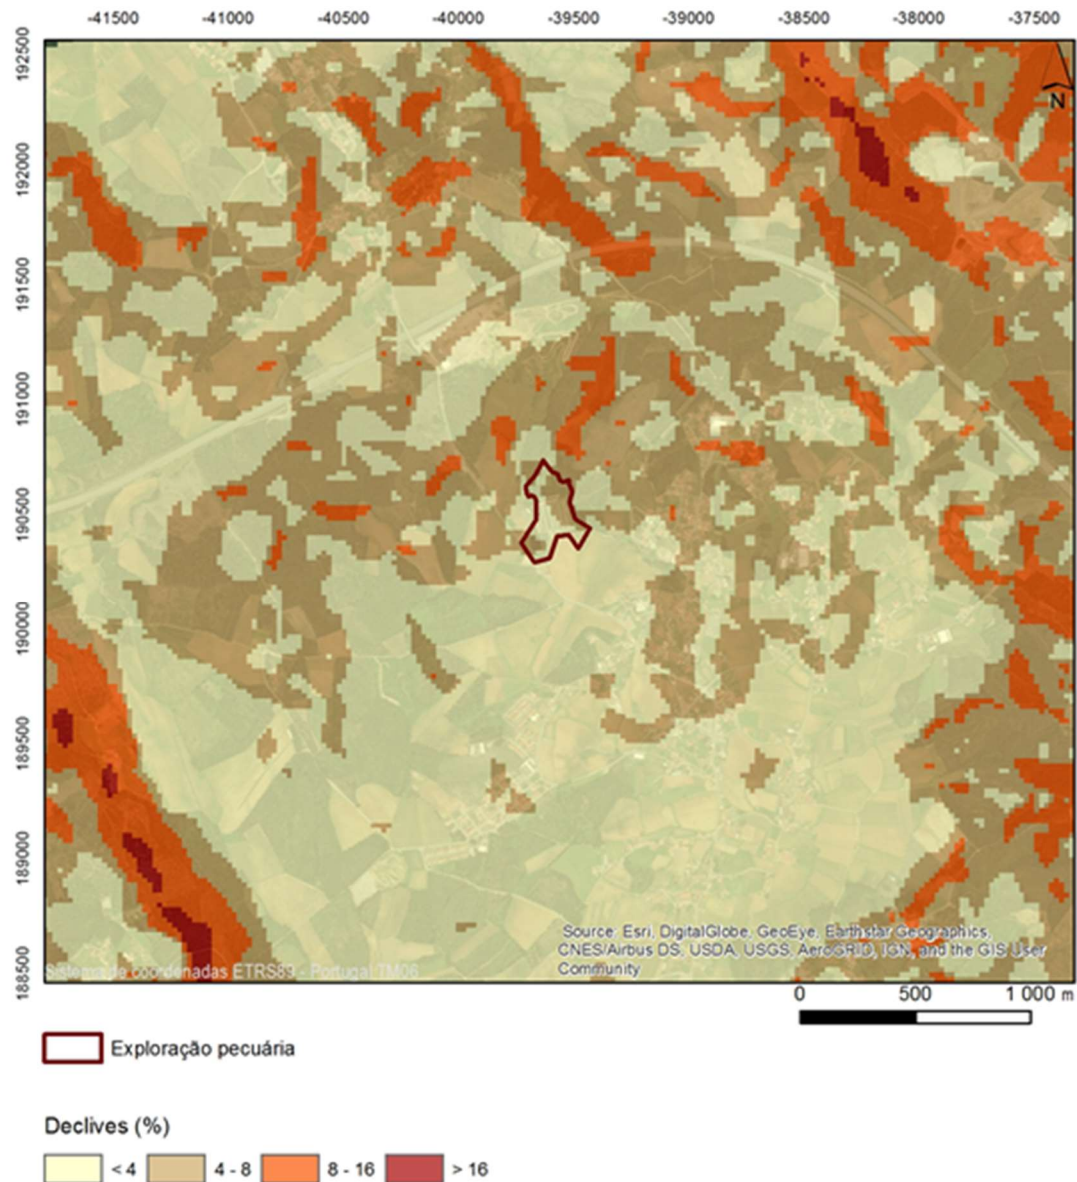 -41500 -41000 -40500 -40000 -39500 -39000 -38500 -38000 -37500
192500
192000
191500
191000
190500
190000
189500
189000
188500
N
Source: Esri, DigitalGlobe, GeoEye, Earthstar Geographics,
CNES/Airbus DS, USDA, USGS, AeroGRID, IGN, and the GIS User
Community
Sistema de coordenadas ETRS89 - Portugal TM06
0 500 1 000 m
Exploração pecuária
Declives (%)
< 4 4 - 8 8 - 16 > 16